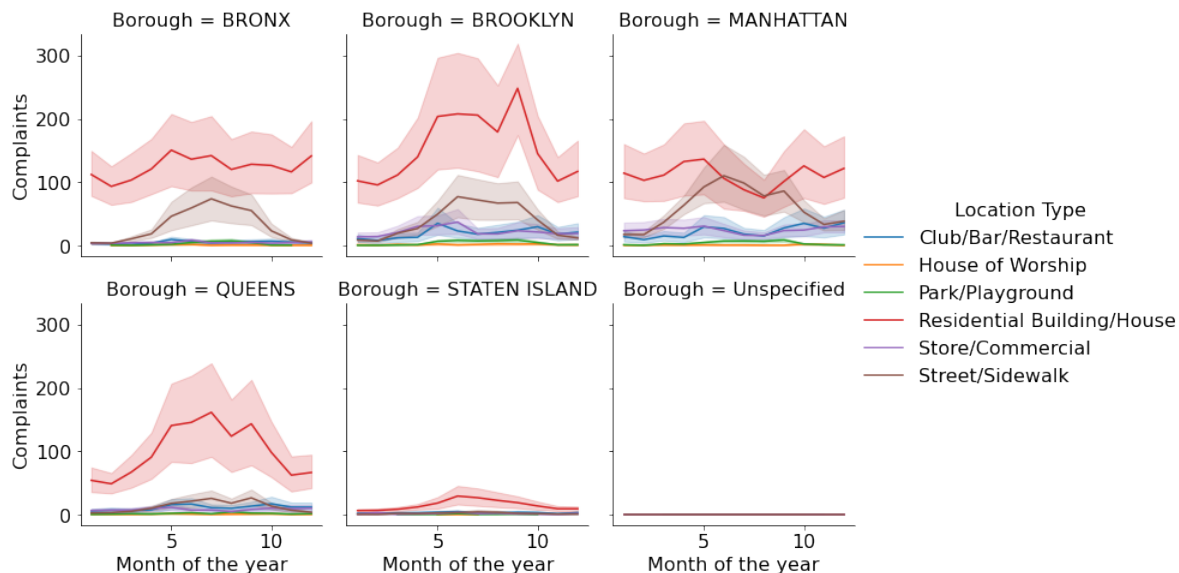 Borough = BRONX
Borough = BROOKLYN
Borough = MANHATTAN
300
200
100
0
Complaints
Borough = QUEENS
Borough = STATEN ISLAND
Borough = Unspecified
300
200
100
0
Complaints
5
10
5
10
5
10
Month of the year
Month of the year
Month of the year
Location Type
Club/Bar/Restaurant
House of Worship
Park/Playground
Residential Building/House
Store/Commercial
Street/Sidewalk